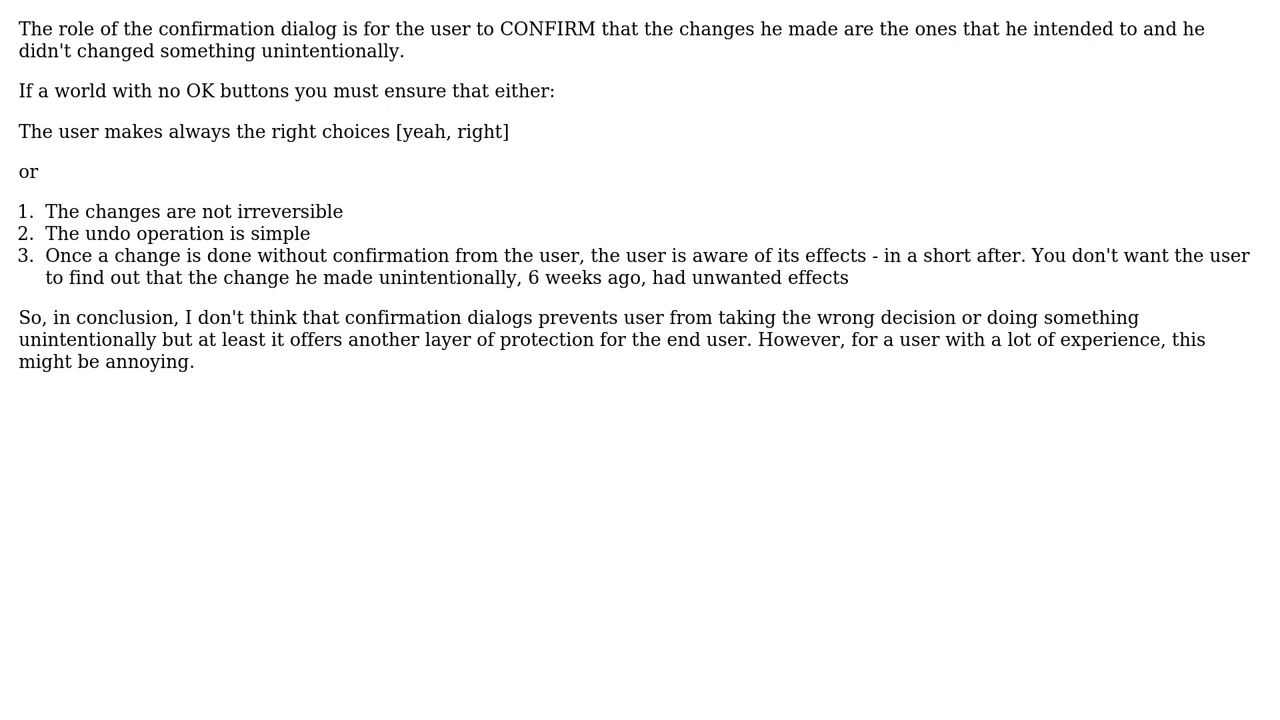 The role of the confirmation dialog is for the user to CONFIRM that the changes he made are the ones that he intended to and he
didn't changed something unintentionally.
If a world with no OK buttons you must ensure that either:
The user makes always the right choices [yeah, right]
or
1. The changes are not irreversible
2. The undo operation is simple
3. Once a change is done without confirmation from the user, the user is aware of its effects - in a short after. You don't want the user
to find out that the change he made unintentionally, 6 weeks ago, had unwanted effects
So, in conclusion, I don't think that confirmation dialogs prevents user from taking the wrong decision or doing something
unintentionally but at least it offers another layer of protection for the end user. However, for a user with a lot of experience, this
might be annoying.